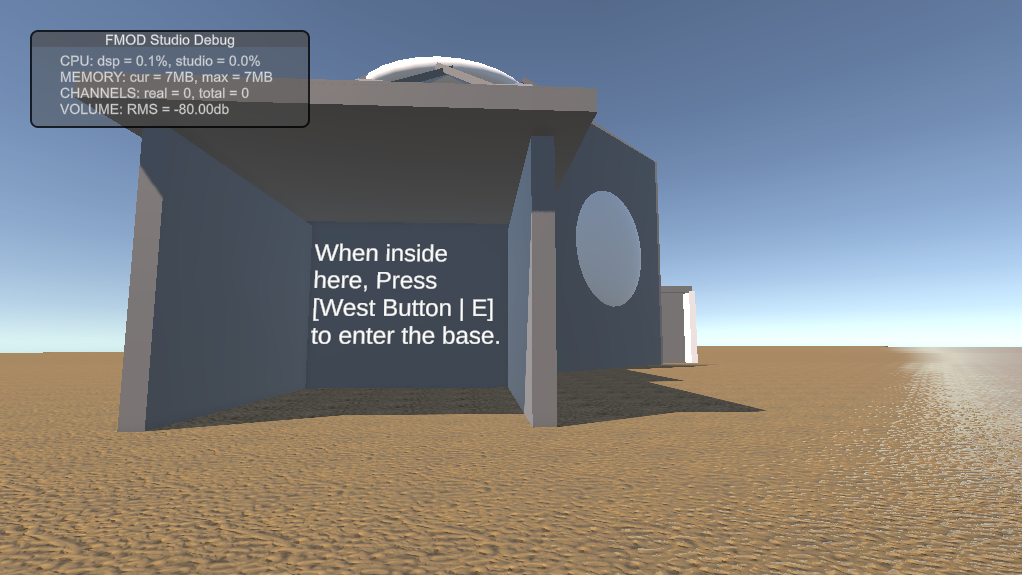 FMOD Studio Debug
CPU: dsp = 0.1%, studio = 0.0%
MEMORY: cur = 7MB, max = 7MB
CHANNELS: real = 0, total = 0
VOLUME: RMS = -80.00db
When inside
here, Press
[West Button | E]
to enter the base.